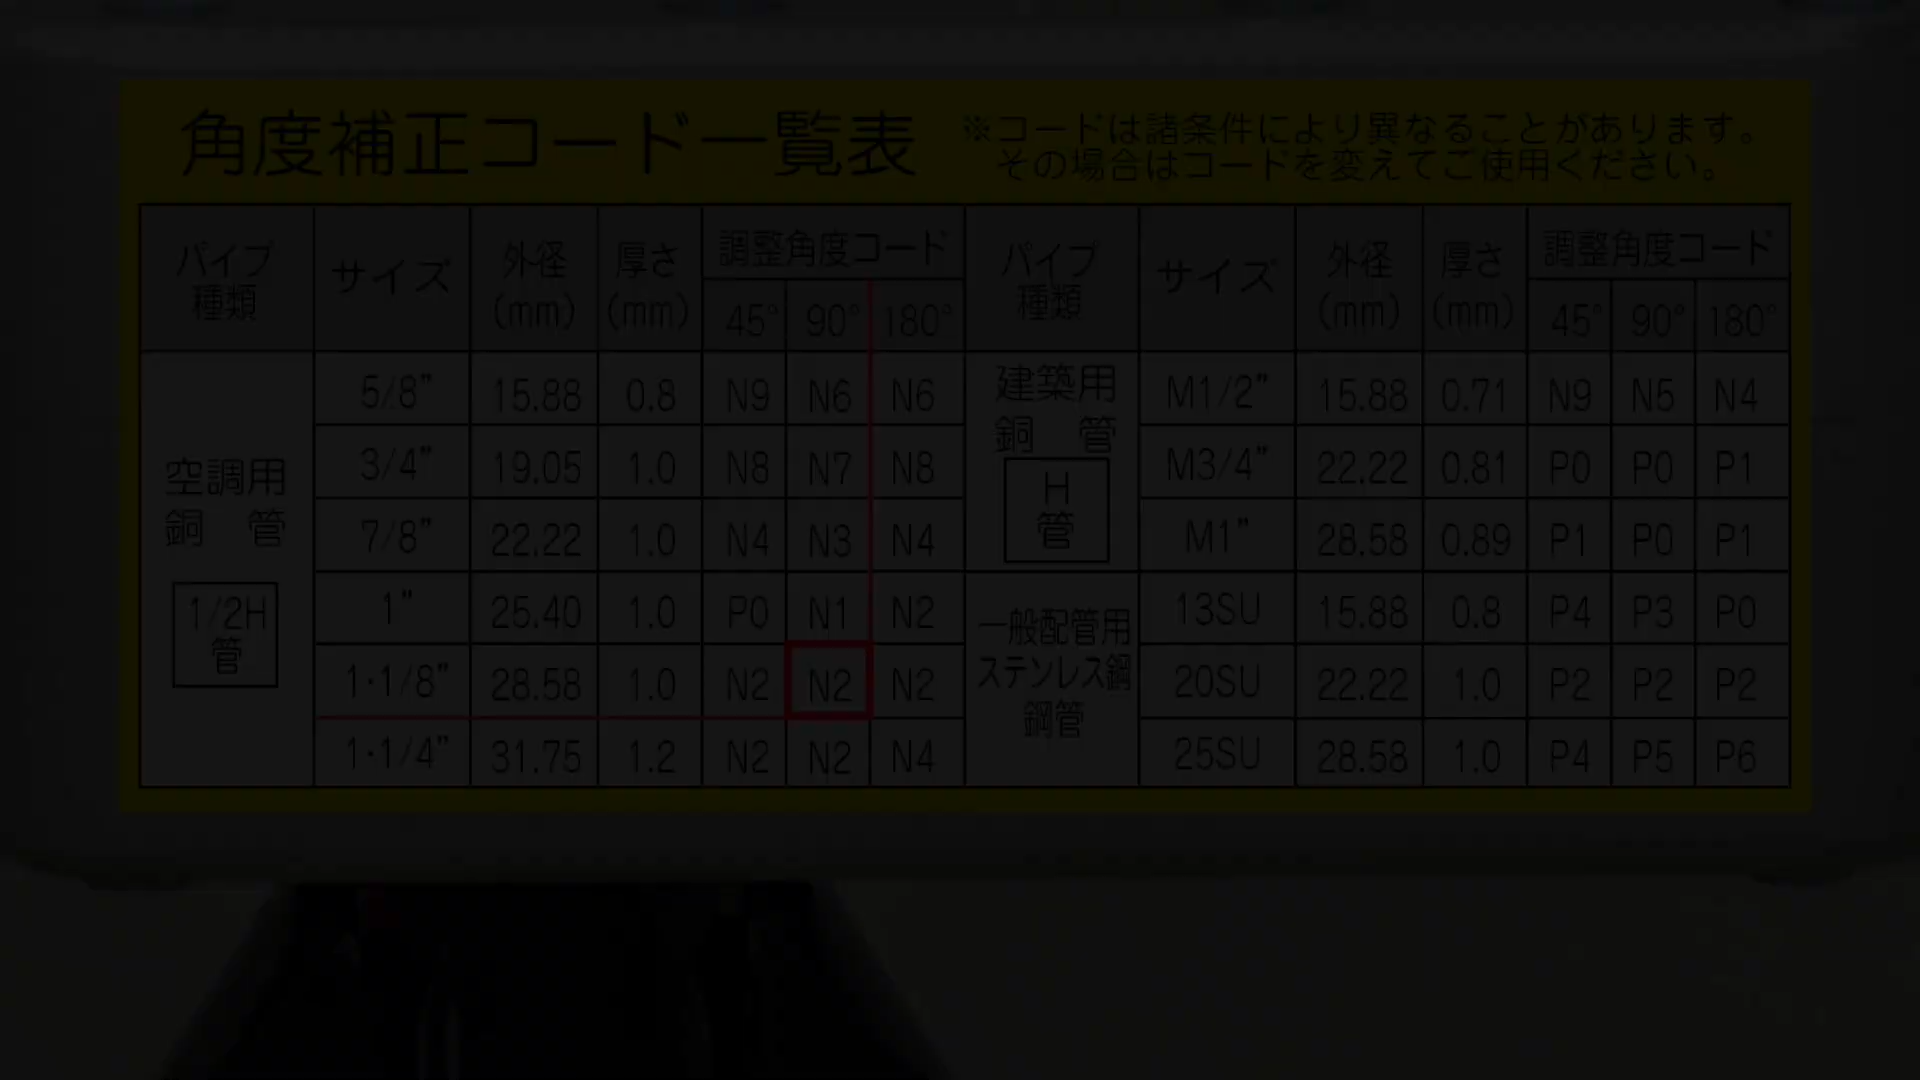 角度補正コード一覧表
※コードは諸条件により異なることがあります。
その場合はコードを変えてご使用ください。
パイプ種類 サイズ 外径(mm) 厚さ(mm) 調整角度コード 45° 90° 180°
空調用銅管 1/2H管
5/8” 15.88 0.8 N9 N6 N6
3/4” 19.05 1.0 N8 N7 N8
7/8” 22.22 1.0 N4 N3 N4
1” 25.40 1.0 P0 N1 N2
1・1/8” 28.58 1.0 N2 N2 N2
1・1/4” 31.75 1.2 N2 N2 N4
パイプ種類 サイズ 外径(mm) 厚さ(mm) 調整角度コード 45° 90° 180°
建築用銅管 H管
M1/2” 15.88 0.71 N9 N5 N4
M3/4” 22.22 0.81 P0 P0 P1
M1” 28.58 0.89 P1 P0 P1
一般配管用ステンレス鋼鋼管
13SU 15.88 0.8 P4 P3 P0
20SU 22.22 1.0 P2 P2 P2
25SU 28.58 1.0 P4 P5 P6